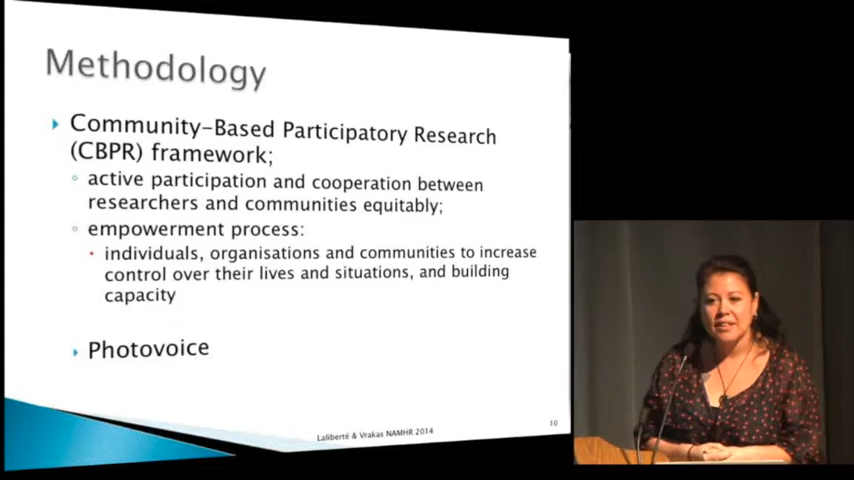 Methodology
Community-Based Participatory Research
(CBPR) framework;
active participation and cooperation between
researchers and communities equitably;
empowerment process:
individuals, organisations and communities to increase
control over their lives and situations, and building
capacity
Photovoice
Laliberté & Vrakas NAMHR 2014
10